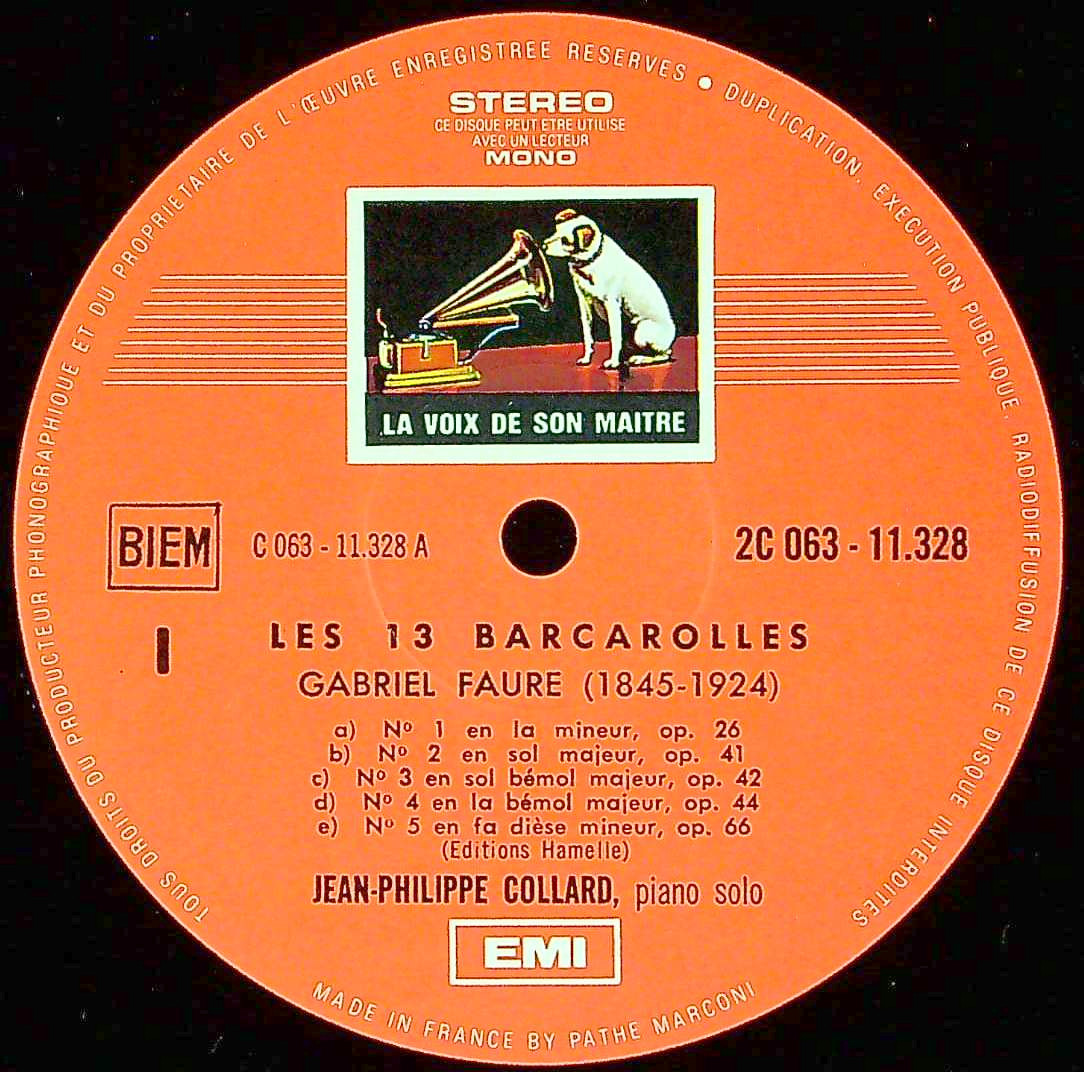 TOUS DROITS DU PRODUCTEUR PHONOGRAPHIQUE ET DU PROPRIETAIRE DE L'ŒUVRE ENREGISTREE RESERVES • DUPLICATION, EXECUTION PUBLIQUE, RADIODIFFUSION DE CE DISQUE INTERDITES
STEREO
CE DISQUE PEUT ETRE UTILISE
AVEC UN LECTEUR
MONO
LA VOIX DE SON MAITRE
BIEM C 063 - 11.328 A 2C 063 - 11.328
I
LES 13 BARCAROLLES
GABRIEL FAURE (1845-1924)
a) Nº 1 en la mineur, op. 26
b) Nº 2 en sol majeur, op. 41
c) Nº 3 en sol bémol majeur, op. 42
d) Nº 4 en la bémol majeur, op. 44
e) Nº 5 en fa dièse mineur, op. 66
(Editions Hamelle)
JEAN-PHILIPPE COLLARD, piano solo
EMI
MADE IN FRANCE BY PATHE MARCONI